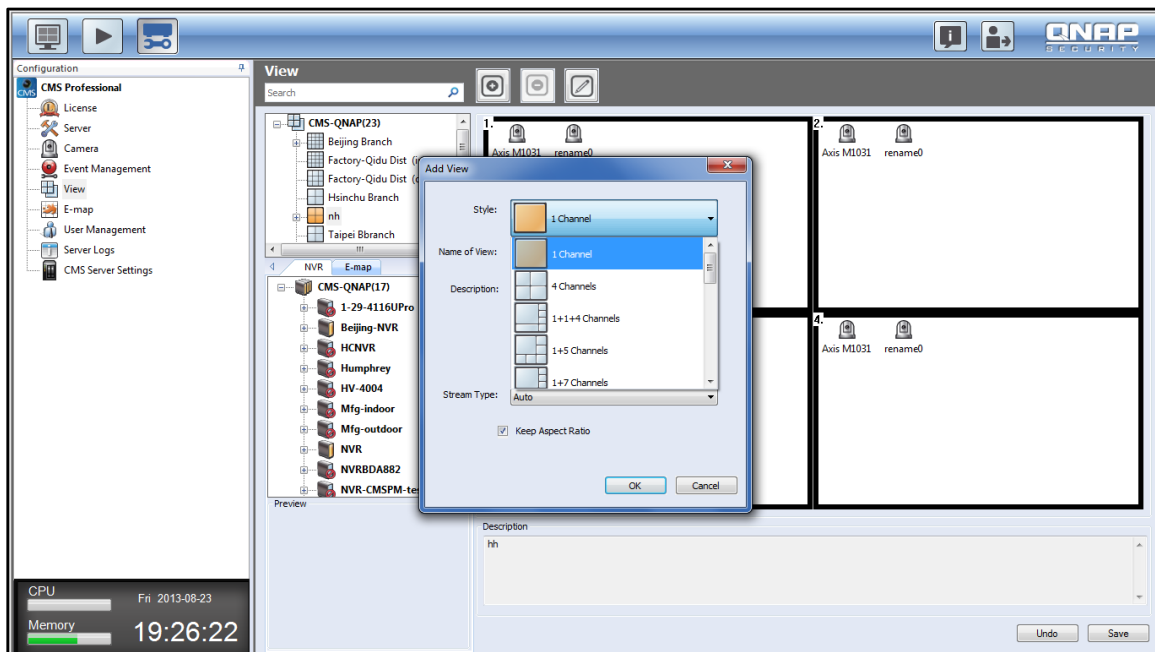 QNAP
SECURITY
Configuration
CMS Professional
CMS
License
Server
Camera
Event Management
View
E-map
User Management
Server Logs
CMS Server Settings
CPU
Fri 2013-08-23
Memory
19:26:22
View
Search
CMS-QNAP(23)
Beijing Branch
Factory-Qidu Dist
Factory-Qidu Dist
Hsinchu Branch
nh
Taipei Bbranch
NVR E-map
CMS-QNAP(17)
1-29-4116UPro
Beijing-NVR
HCNVR
Humphrey
HV-4004
Mfg-indoor
Mfg-outdoor
NVR
NVRBDA882
Preview
1.
Axis M1031 rename0
2.
Axis M1031 rename0
4.
Axis M1031 rename0
Add View
Style: 1 Channel
1 Channel
Name of View:
4 Channels
Description:
1+1+4 Channels
1+5 Channels
1+7 Channels
Stream Type: Auto
Keep Aspect Ratio
OK Cancel
Description
hh
Undo Save